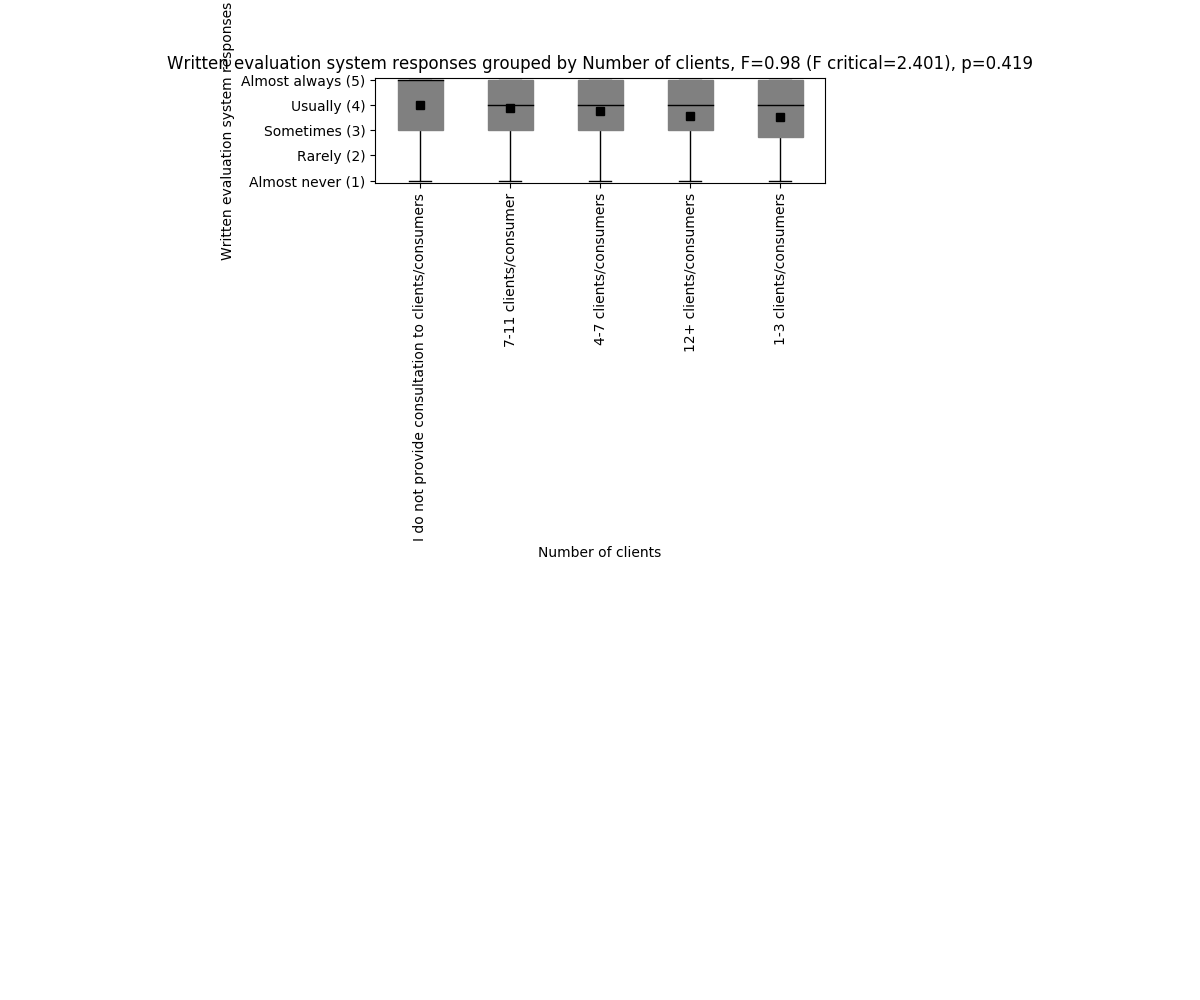 Written evaluation system responses grouped by Number of clients, F=0.98 (F critical=2.401), p=0.419
Written evaluation system responses
Almost always (5)
Usually (4)
Sometimes (3)
Rarely (2)
Almost never (1)
I do not provide consultation to clients/consumers
7-11 clients/consumer
4-7 clients/consumers
12+ clients/consumers
1-3 clients/consumers
Number of clients